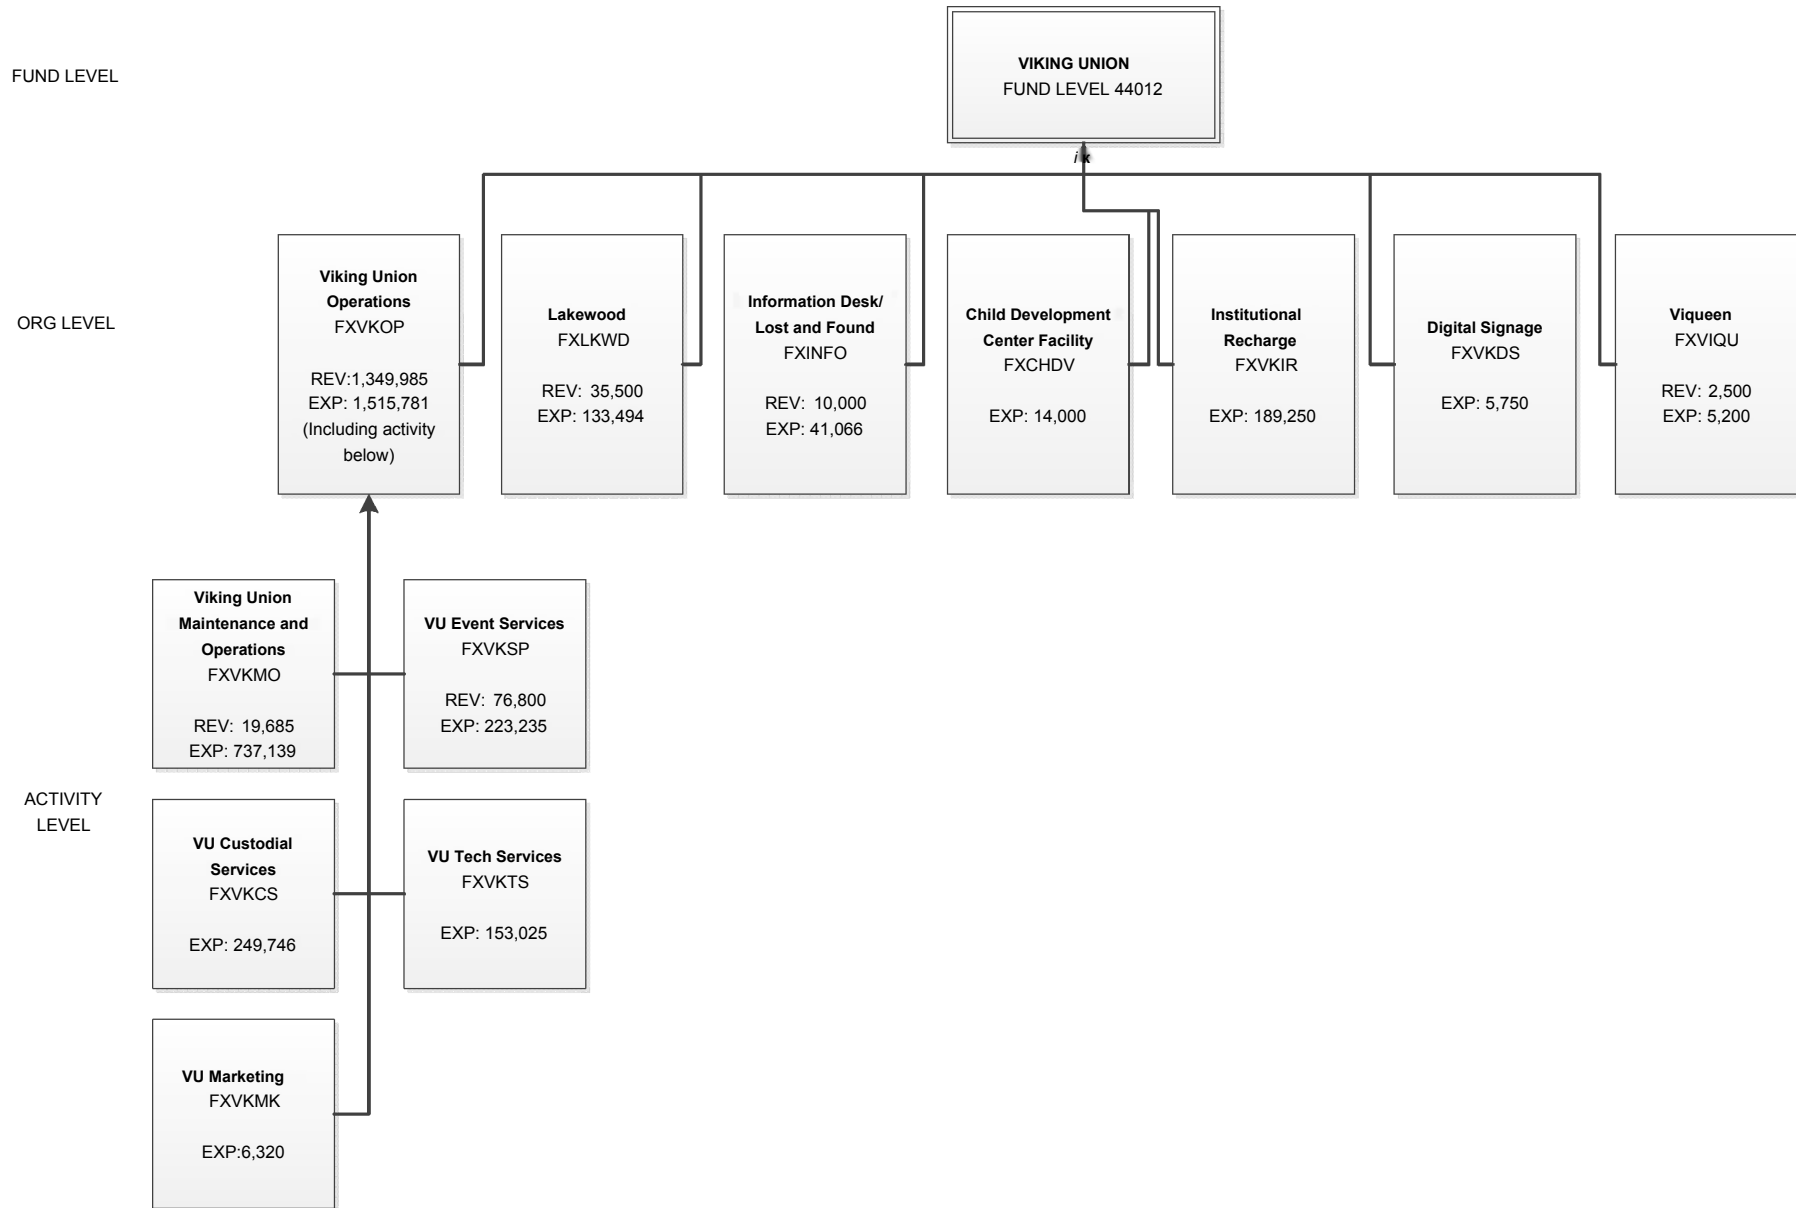 FUND LEVEL
VIKING UNION
FUND LEVEL 44012
ORG LEVEL
Viking Union
Operations
FXVKOP
REV:1,349,985
EXP: 1,515,781
(Including activity
below)
Lakewood
FXLKWD
REV: 35,500
EXP: 133,494
Information Desk/
Lost and Found
FXINFO
REV: 10,000
EXP: 41,066
Child Development
Center Facility
FXCHDV
EXP: 14,000
Institutional
Recharge
FXVKIR
EXP: 189,250
Digital Signage
FXVKDS
EXP: 5,750
Viqueen
FXVIQU
REV: 2,500
EXP: 5,200
ACTIVITY
LEVEL
Viking Union
Maintenance and
Operations
FXVKMO
REV: 19,685
EXP: 737,139
VU Event Services
FXVKSP
REV: 76,800
EXP: 223,235
VU Custodial
Services
FXVKCS
EXP: 249,746
VU Tech Services
FXVKTS
EXP: 153,025
VU Marketing
FXVKMK
EXP:6,320